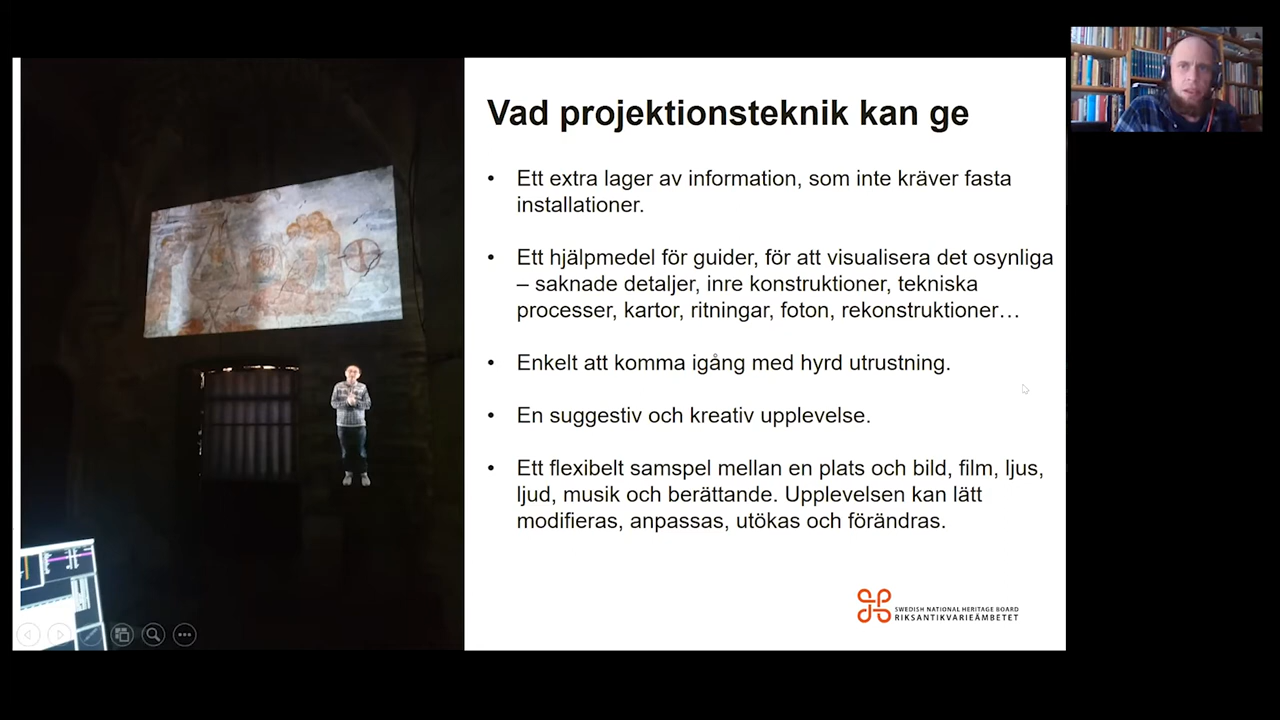 Vad projektionsteknik kan ge
• Ett extra lager av information, som inte kräver fasta
installationer.
• Ett hjälpmedel för guider, för att visualisera det osynliga
– saknade detaljer, inre konstruktioner, tekniska
processer, kartor, ritningar, foton, rekonstruktioner…
• Enkelt att komma igång med hyrd utrustning.
• En suggestiv och kreativ upplevelse.
• Ett flexibelt samspel mellan en plats och bild, film, ljus,
ljud, musik och berättande. Upplevelsen kan lätt
modifieras, anpassas, utökas och förändras.
SWEDISH NATIONAL HERITAGE BOARD
RIKSANTIKVARIEÄMBETET